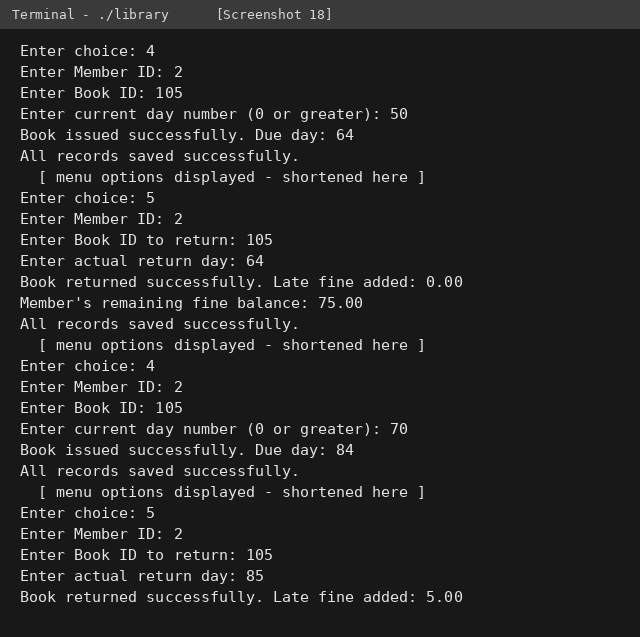 Terminal - ./library      [Screenshot 18]
Enter choice: 4
Enter Member ID: 2
Enter Book ID: 105
Enter current day number (0 or greater): 50
Book issued successfully. Due day: 64
All records saved successfully.
  [ menu options displayed - shortened here ]
Enter choice: 5
Enter Member ID: 2
Enter Book ID to return: 105
Enter actual return day: 64
Book returned successfully. Late fine added: 0.00
Member's remaining fine balance: 75.00
All records saved successfully.
  [ menu options displayed - shortened here ]
Enter choice: 4
Enter Member ID: 2
Enter Book ID: 105
Enter current day number (0 or greater): 70
Book issued successfully. Due day: 84
All records saved successfully.
  [ menu options displayed - shortened here ]
Enter choice: 5
Enter Member ID: 2
Enter Book ID to return: 105
Enter actual return day: 85
Book returned successfully. Late fine added: 5.00